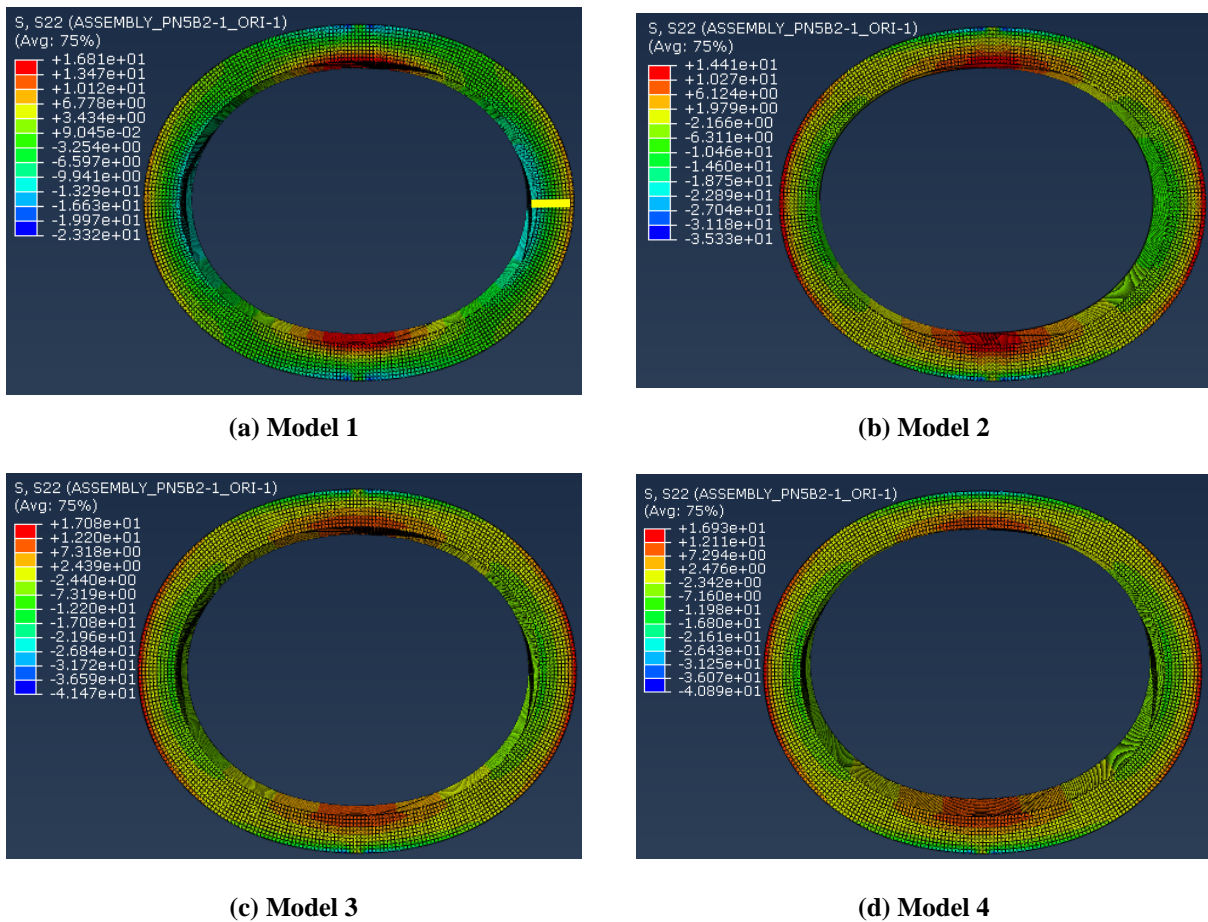 S, S22 (ASSEMBLY_PN5B2-1_ORI-1)
(Avg: 75%)
+1.681e+01
+1.347e+01
+1.012e+01
+6.778e+00
+3.434e+00
+9.045e-02
-3.254e+00
-6.597e+00
-9.941e+00
-1.329e+01
-1.663e+01
-1.997e+01
-2.332e+01
(a) Model 1
S, S22 (ASSEMBLY_PN5B2-1_ORI-1)
(Avg: 75%)
+1.441e+01
+1.027e+01
+6.124e+00
+1.979e+00
-2.166e+00
-6.311e+00
-1.046e+01
-1.460e+01
-1.875e+01
-2.289e+01
-2.704e+01
-3.118e+01
-3.533e+01
(b) Model 2
S, S22 (ASSEMBLY_PN5B2-1_ORI-1)
(Avg: 75%)
+1.708e+01
+1.220e+01
+7.318e+00
+2.439e+00
-2.440e+00
-7.319e+00
-1.220e+01
-1.708e+01
-2.196e+01
-2.684e+01
-3.172e+01
-3.659e+01
-4.147e+01
(c) Model 3
S, S22 (ASSEMBLY_PN5B2-1_ORI-1)
(Avg: 75%)
+1.693e+01
+1.211e+01
+7.294e+00
+2.476e+00
-2.342e+00
-7.160e+00
-1.198e+01
-1.680e+01
-2.161e+01
-2.643e+01
-3.125e+01
-3.607e+01
-4.089e+01
(d) Model 4